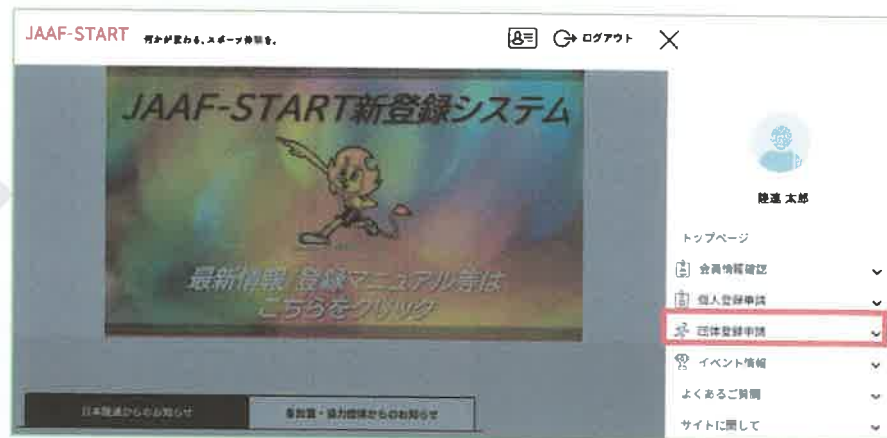 JAAF-START 何かが変わる、スポーツ体験を。
ログアウト
JAAF-START新登録システム
最新情報 登録マニュアル等は
こちらをクリック
日本陸連からのお知らせ
各加盟・協力団体からのお知らせ
陸連 太郎
トップページ
会員情報確認
個人登録申請
団体登録申請
イベント情報
よくあるご質問
サイトに関して